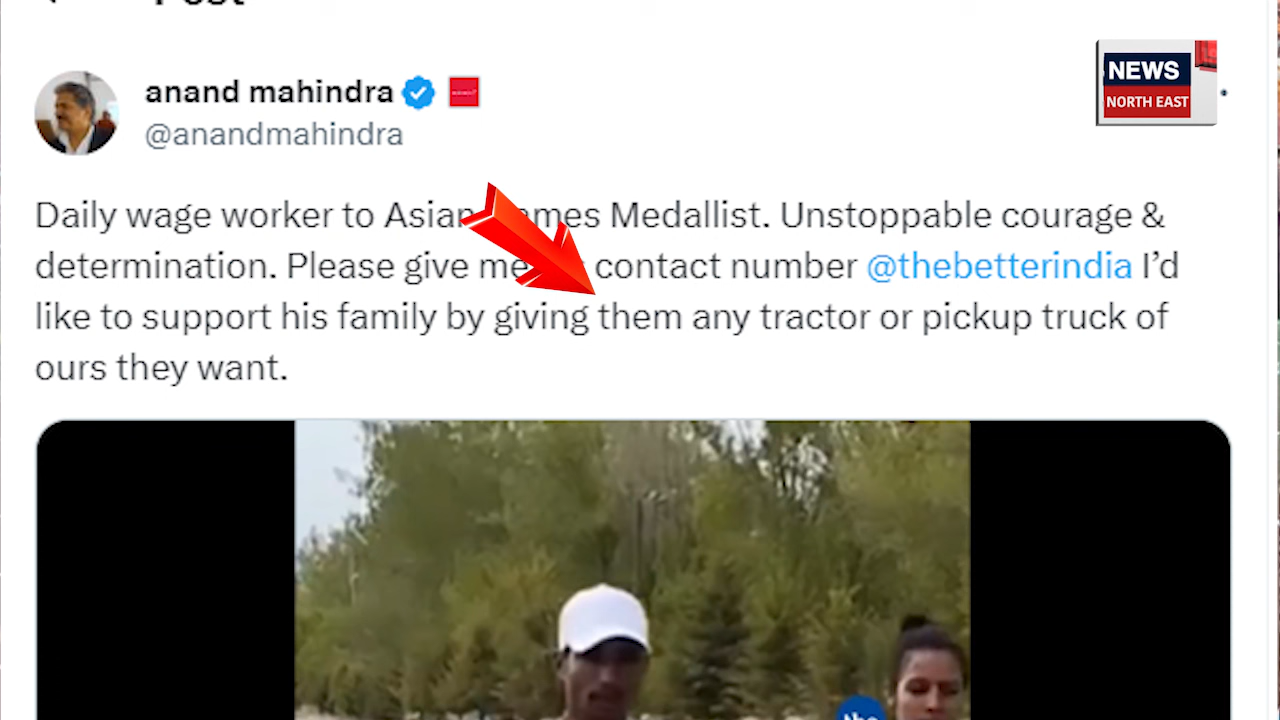 anand mahindra
@anandmahindra
NEWS
NORTH EAST
Daily wage worker to Asian Games Medallist. Unstoppable courage &
determination. Please give me contact number @thebetterindia I’d
like to support his family by giving them any tractor or pickup truck of
ours they want.
the